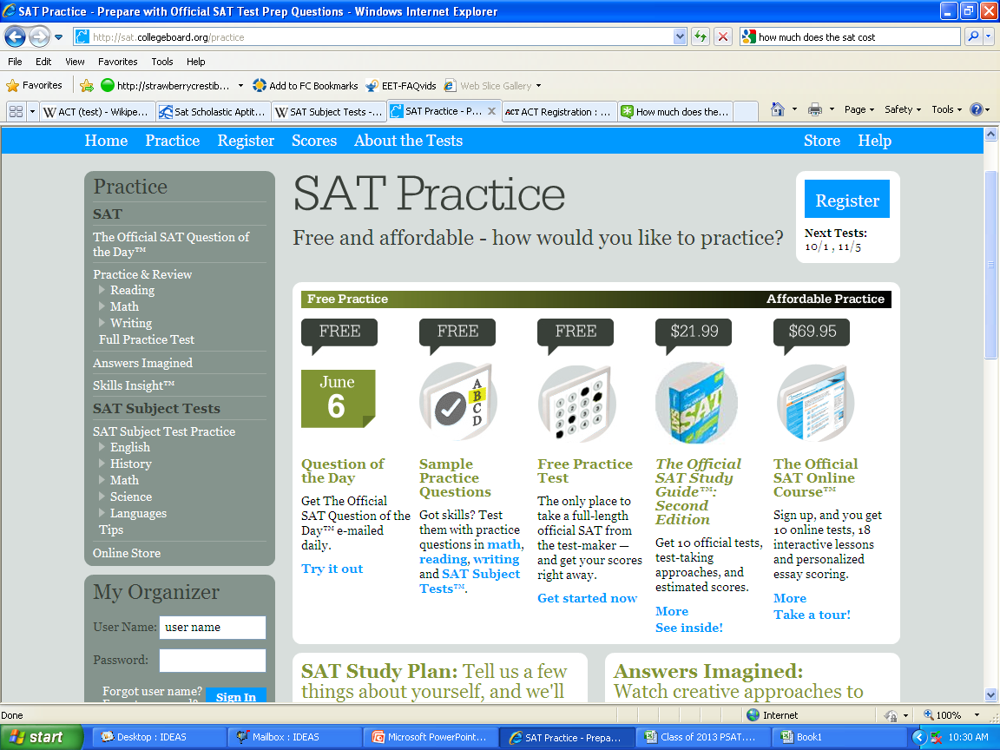 SAT Practice - Prepare with Official SAT Test Prep Questions - Windows Internet Explorer
http://sat.collegeboard.org/practice
how much does the sat cost
File Edit View Favorites Tools Help
Favorites http://strawberrycrestib... Add to FC Bookmarks EET-FAQvids Web Slice Gallery
ACT (test) - Wikipe... Sat Scholastic Aptit... SAT Subject Tests -... SAT Practice - P... ACT Registration : ... How much does the... Page Safety Tools
Home Practice Register Scores About the Tests Store Help
Practice
SAT
The Official SAT Question of
the Day™
Practice & Review
Reading
Math
Writing
Full Practice Test
Answers Imagined
Skills Insight™
SAT Subject Tests
SAT Subject Test Practice
English
History
Math
Science
Languages
Tips
Online Store
My Organizer
User Name: user name
Password:
Forgot user name?
Sign In
SAT Practice
Free and affordable - how would you like to practice?
Register
Next Tests:
10/1 , 11/5
Free Practice Affordable Practice
FREE FREE FREE $21.99 $69.95
June
6
A
B
C
D
SAT
Question of
the Day
Get The Official
SAT Question of the
Day™ e-mailed
daily.
Try it out
Sample
Practice
Questions
Got skills? Test
them with practice
questions in math,
reading, writing
and SAT Subject
Tests™.
Free Practice
Test
The only place to
take a full-length
official SAT from
the test-maker —
and get your scores
right away.
Get started now
The Official
SAT Study
Guide™:
Second
Edition
Get 10 official tests,
test-taking
approaches, and
estimated scores.
More
See inside!
The Official
SAT Online
Course™
Sign up, and you get
10 online tests, 18
interactive lessons
and personalized
essay scoring.
More
Take a tour!
SAT Study Plan: Tell us a few
things about yourself, and we'll
Answers Imagined:
Watch creative approaches to
Done Internet 100%
start Desktop : IDEAS Mailbox : IDEAS Microsoft PowerPoint... SAT Practice - Prepa... Class of 2013 PSAT.... Book1 10:30 AM